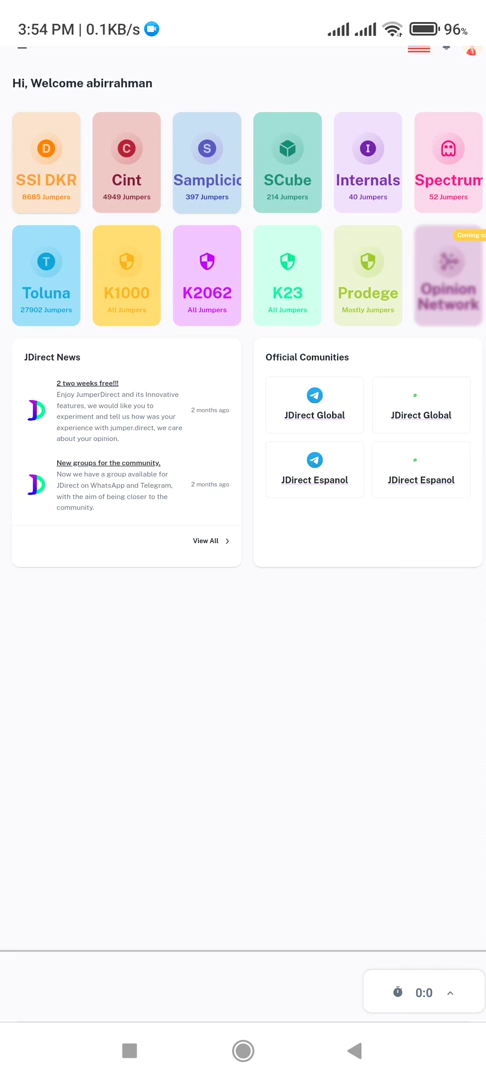 3:54 PM | 0.1KB/s
96%
Hi, Welcome abirrahman
D
SSI DKR
8685 Jumpers
C
Cint
4949 Jumpers
S
Samplicio
397 Jumpers
SCube
214 Jumpers
I
Internals
40 Jumpers
Spectrum
52 Jumpers
T
Toluna
27902 Jumpers
K1000
All Jumpers
K2062
All Jumpers
K23
All Jumpers
Prodege
Mostly Jumpers
Coming
Opinion
Network
JDirect News
2 two weeks free!!!
Enjoy JumperDirect and its Innovative
features, we would like you to
experiment and tell us how was your
experience with jumper.direct, we care
about your opinion.
2 months ago
New groups for the community.
Now we have a group available for
JDirect on WhatsApp and Telegram,
with the aim of being closer to the
community.
2 months ago
View All
Official Comunities
JDirect Global
JDirect Global
JDirect Espanol
JDirect Espanol
0:0